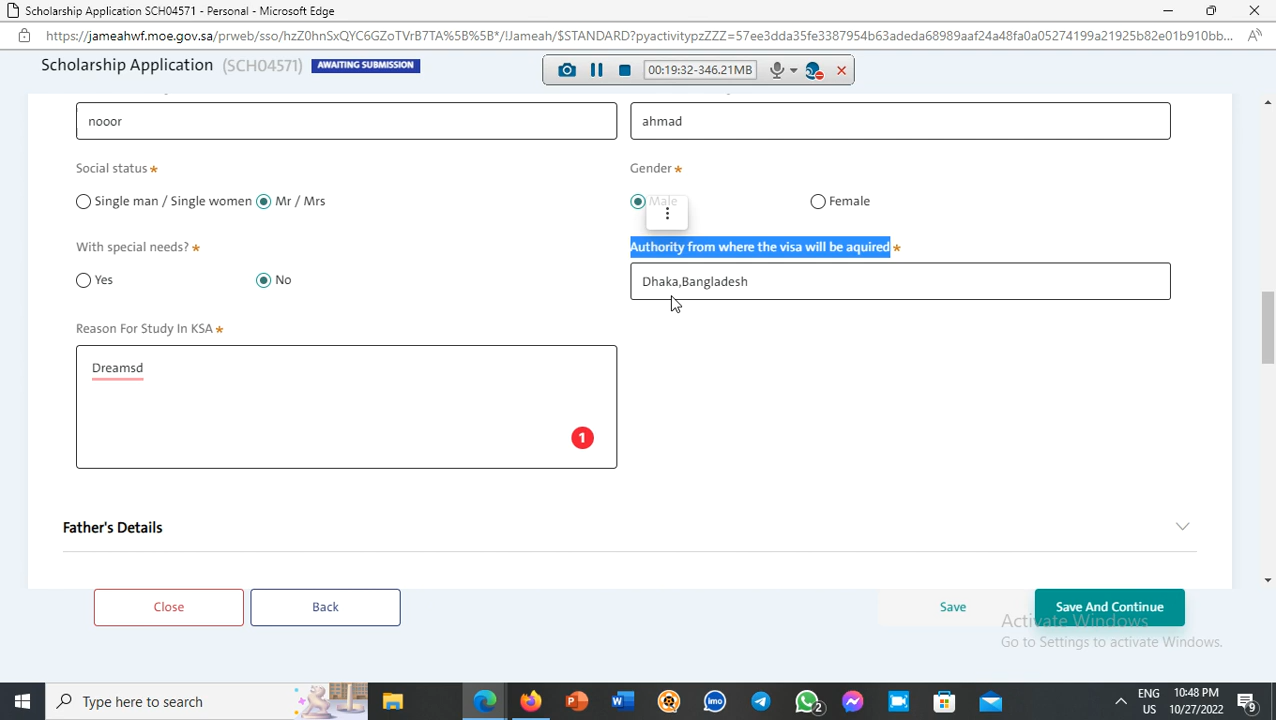 Scholarship Application SCH04571 - Personal - Microsoft Edge
https://jameahwf.moe.gov.sa/prweb/sso/hzZ0hnSxQYC6GZoTVrB7TA%5B%5B*/!Jameah/$STANDARD?pyactivitypzZZZ=57ee3dda35fe3387954b63adeda68989aaf24a48fa0a05274199a21925b82e01b910bb...
Scholarship Application (SCH04571) AWAITING SUBMISSION
00:19:32-346.21MB
nooor
ahmad
Social status *
Gender *
Single man / Single women Mr / Mrs
Male Female
With special needs? *
Authority from where the visa will be aquired *
Yes No
Dhaka,Bangladesh
Reason For Study In KSA *
Dreamsd
1
Father's Details
Close Back Save Save And Continue
Activate Windows
Go to Settings to activate Windows.
Type here to search
2
ENG
US
10:48 PM
10/27/2022
9